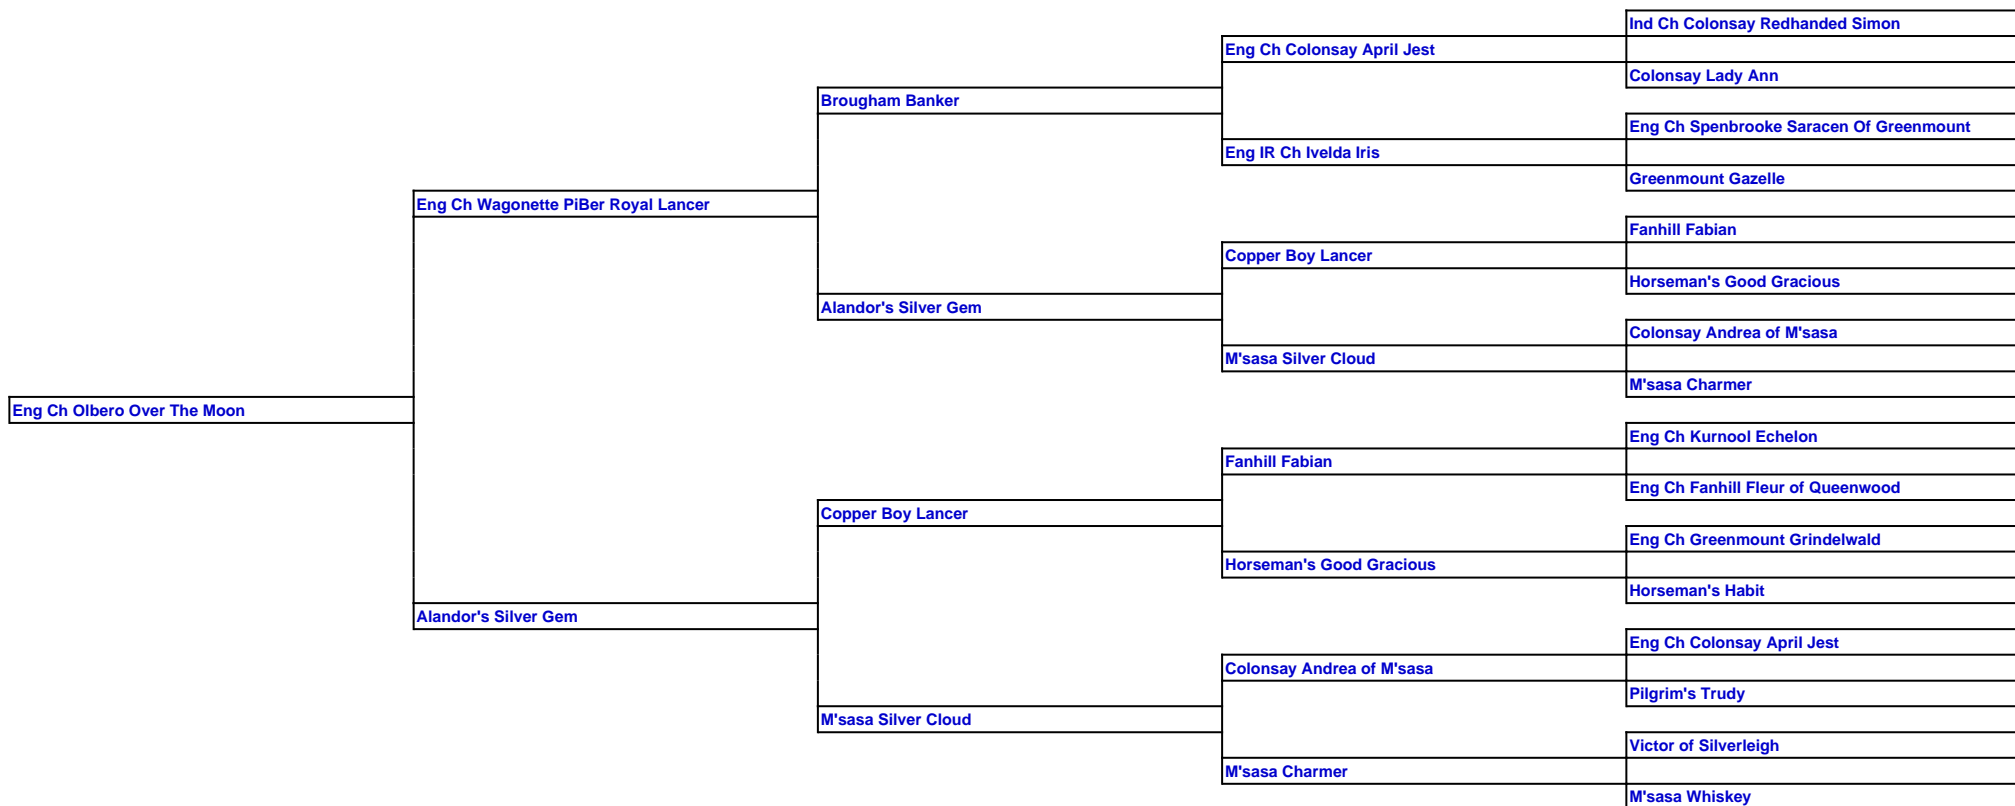 Ind Ch Colonsay Redhanded Simon
Eng Ch Colonsay April Jest
Colonsay Lady Ann
Brougham Banker
Eng Ch Spenbrooke Saracen Of Greenmount
Eng IR Ch Ivelda Iris
Greenmount Gazelle
Eng Ch Wagonette PiBer Royal Lancer
Fanhill Fabian
Copper Boy Lancer
Horseman's Good Gracious
Alandor's Silver Gem
Colonsay Andrea of M'sasa
M'sasa Silver Cloud
M'sasa Charmer
Eng Ch Olbero Over The Moon
Eng Ch Kurnool Echelon
Fanhill Fabian
Eng Ch Fanhill Fleur of Queenwood
Copper Boy Lancer
Eng Ch Greenmount Grindelwald
Horseman's Good Gracious
Horseman's Habit
Alandor's Silver Gem
Eng Ch Colonsay April Jest
Colonsay Andrea of M'sasa
Pilgrim's Trudy
M'sasa Silver Cloud
Victor of Silverleigh
M'sasa Charmer
M'sasa Whiskey